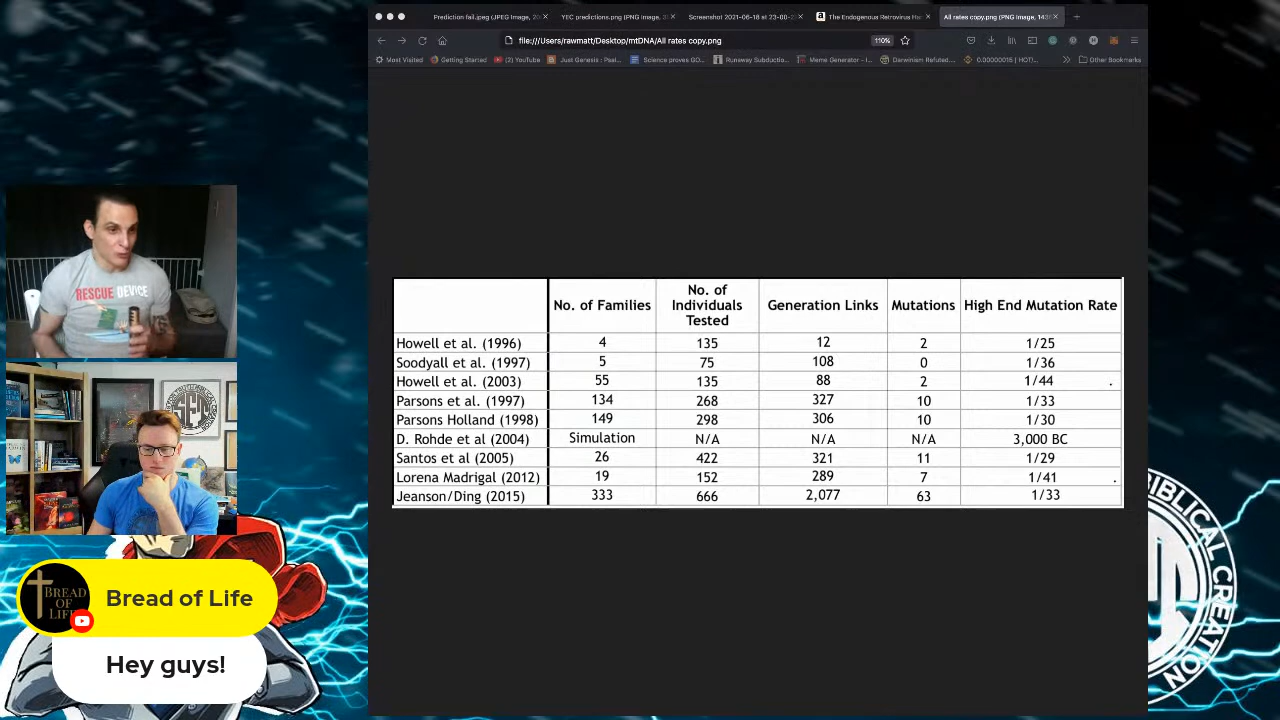 Prediction fail.jpeg (JPEG Image, 20
YEC predictions.png (PNG Image, 3
Screenshot 2021-06-18 at 23-00-2
The Endogenous Retrovirus Ha
All rates copy.png (PNG Image, 143
file:///Users/rawmatt/Desktop/mtDNA/All rates copy.png
110%
Most Visited
Getting Started
(2) YouTube
Just Genesis : Psal...
Science proves GO...
Runaway Subductio...
Meme Generator - I...
Darwinism Refuted...
0.00000015 | HOT!...
Other Bookmarks
No. of Families
No. of Individuals Tested
Generation Links
Mutations
High End Mutation Rate
Howell et al. (1996) 4 135 12 2 1/25
Soodyall et al. (1997) 5 75 108 0 1/36
Howell et al. (2003) 55 135 88 2 1/44 .
Parsons et al. (1997) 134 268 327 10 1/33
Parsons Holland (1998) 149 298 306 10 1/30
D. Rohde et al (2004) Simulation N/A N/A N/A 3,000 BC
Santos et al (2005) 26 422 321 11 1/29
Lorena Madrigal (2012) 19 152 289 7 1/41 .
Jeanson/Ding (2015) 333 666 2,077 63 1/33
RESCUE DEVICE
SFT
BREAD
OF
LIFE
Bread of Life
Hey guys!
BIBLICAL CREATION